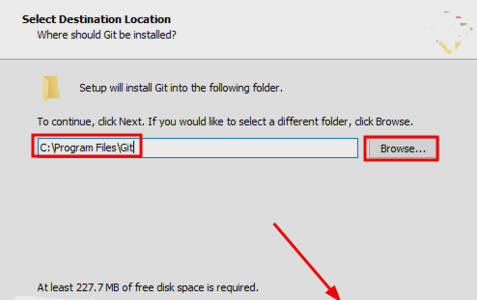 Select Destination Location
Where should Git be installed?
Setup will install Git into the following folder.
To continue, click Next. If you would like to select a different folder, click Browse.
C:\Program Files\Git
Browse...
At least 227.7 MB of free disk space is required.